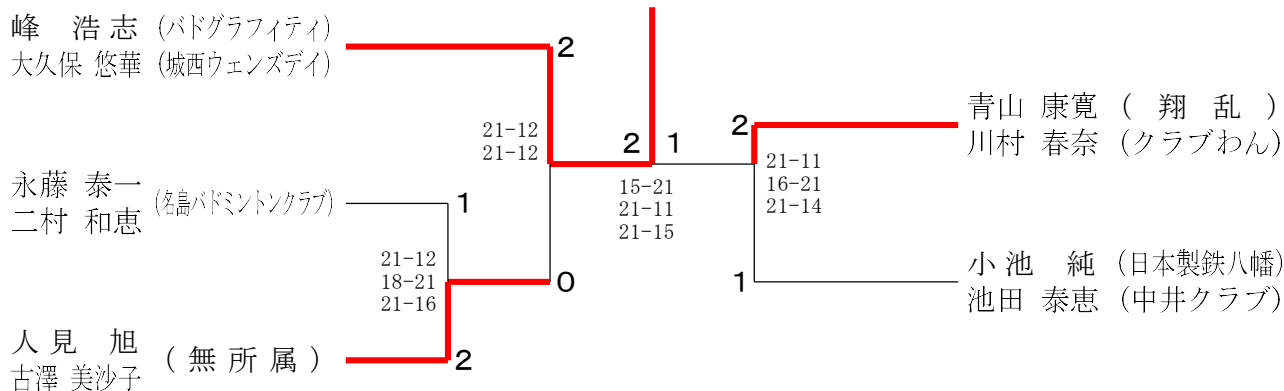 峰 浩志 (バドグラフィティ)
大久保 悠華 (城西ウェンズデイ)
2
21-12
21-12
2
1
2
青山 康寛 ( 翔 乱 )
川村 春奈 (クラブわん)
21-11
16-21
21-14
15-21
21-11
21-15
永藤 泰一
二村 和恵
(名島バドミントンクラブ)
1
21-12
18-21
21-16
0
1
小池 純 (日本製鉄八幡)
池田 泰恵 (中井クラブ)
人見 旭
古澤 美沙子
( 無 所 属 )
2